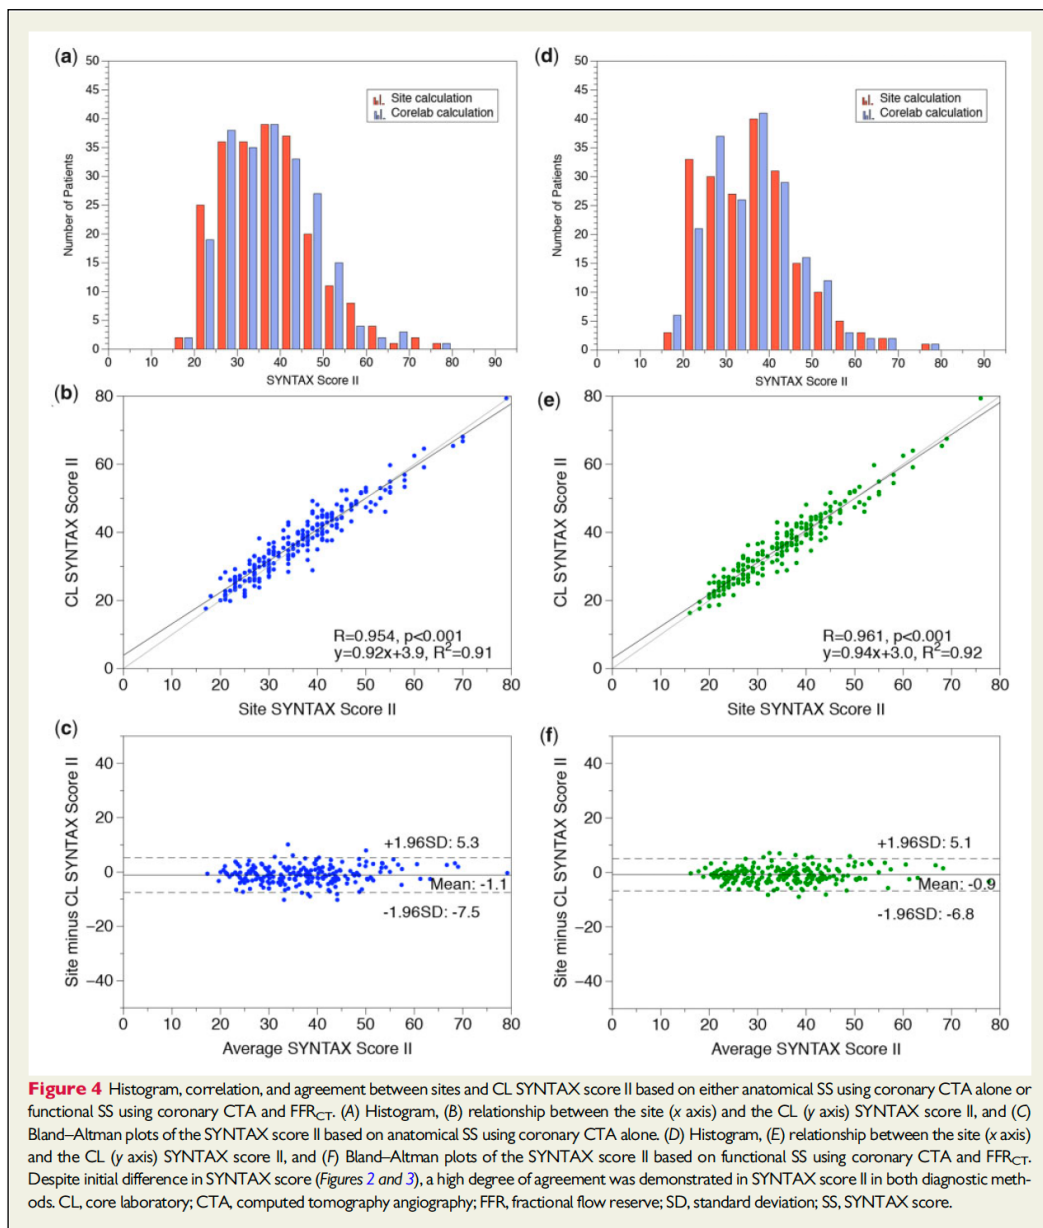 (a)
50
45
40
35
30
25
20
15
10
5
0
Number of Patients
Site calculation
Corelab calculation
0 10 20 30 40 50 60 70 80 90
SYNTAX Score II
(d)
50
45
40
35
30
25
20
15
10
5
0
Number of Patients
Site calculation
Corelab calculation
0 10 20 30 40 50 60 70 80 90
SYNTAX Score II
(b)
80
60
40
20
0
CL SYNTAX Score II
R=0.954, p<0.001
y=0.92x+3.9, R²=0.91
0 10 20 30 40 50 60 70 80
Site SYNTAX Score II
(e)
80
60
40
20
0
CL SYNTAX Score II
R=0.961, p<0.001
y=0.94x+3.0, R²=0.92
0 10 20 30 40 50 60 70 80
Site SYNTAX Score II
(c)
40
20
0
−20
−40
Site minus CL SYNTAX Score II
+1.96SD: 5.3
Mean: -1.1
-1.96SD: -7.5
0 10 20 30 40 50 60 70 80
Average SYNTAX Score II
(f)
40
20
0
−20
−40
Site minus CL SYNTAX Score II
+1.96SD: 5.1
Mean: -0.9
-1.96SD: -6.8
0 10 20 30 40 50 60 70 80
Average SYNTAX Score II
Figure 4 Histogram, correlation, and agreement between sites and CL SYNTAX score II based on either anatomical SS using coronary CTA alone or
functional SS using coronary CTA and FFRCT. (A) Histogram, (B) relationship between the site (x axis) and the CL (y axis) SYNTAX score II, and (C)
Bland–Altman plots of the SYNTAX score II based on anatomical SS using coronary CTA alone. (D) Histogram, (E) relationship between the site (x axis)
and the CL (y axis) SYNTAX score II, and (F) Bland–Altman plots of the SYNTAX score II based on functional SS using coronary CTA and FFRCT.
Despite initial difference in SYNTAX score (Figures 2 and 3), a high degree of agreement was demonstrated in SYNTAX score II in both diagnostic meth-
ods. CL, core laboratory; CTA, computed tomography angiography; FFR, fractional flow reserve; SD, standard deviation; SS, SYNTAX score.